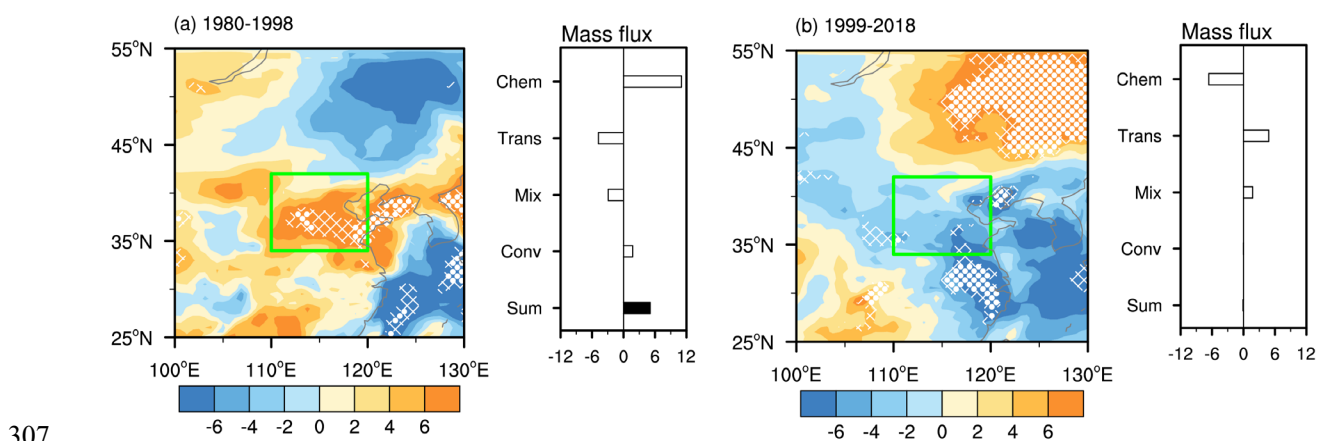 (a) 1980-1998
55°N
45°N
35°N
25°N
100°E 110°E 120°E 130°E
-6 -4 -2 0 2 4 6
Mass flux
Chem
Trans
Mix
Conv
Sum
-12 -6 0 6 12
(b) 1999-2018
55°N
45°N
35°N
25°N
100°E 110°E 120°E 130°E
-6 -4 -2 0 2 4 6
Mass flux
Chem
Trans
Mix
Conv
Sum
-12 -6 0 6 12
307